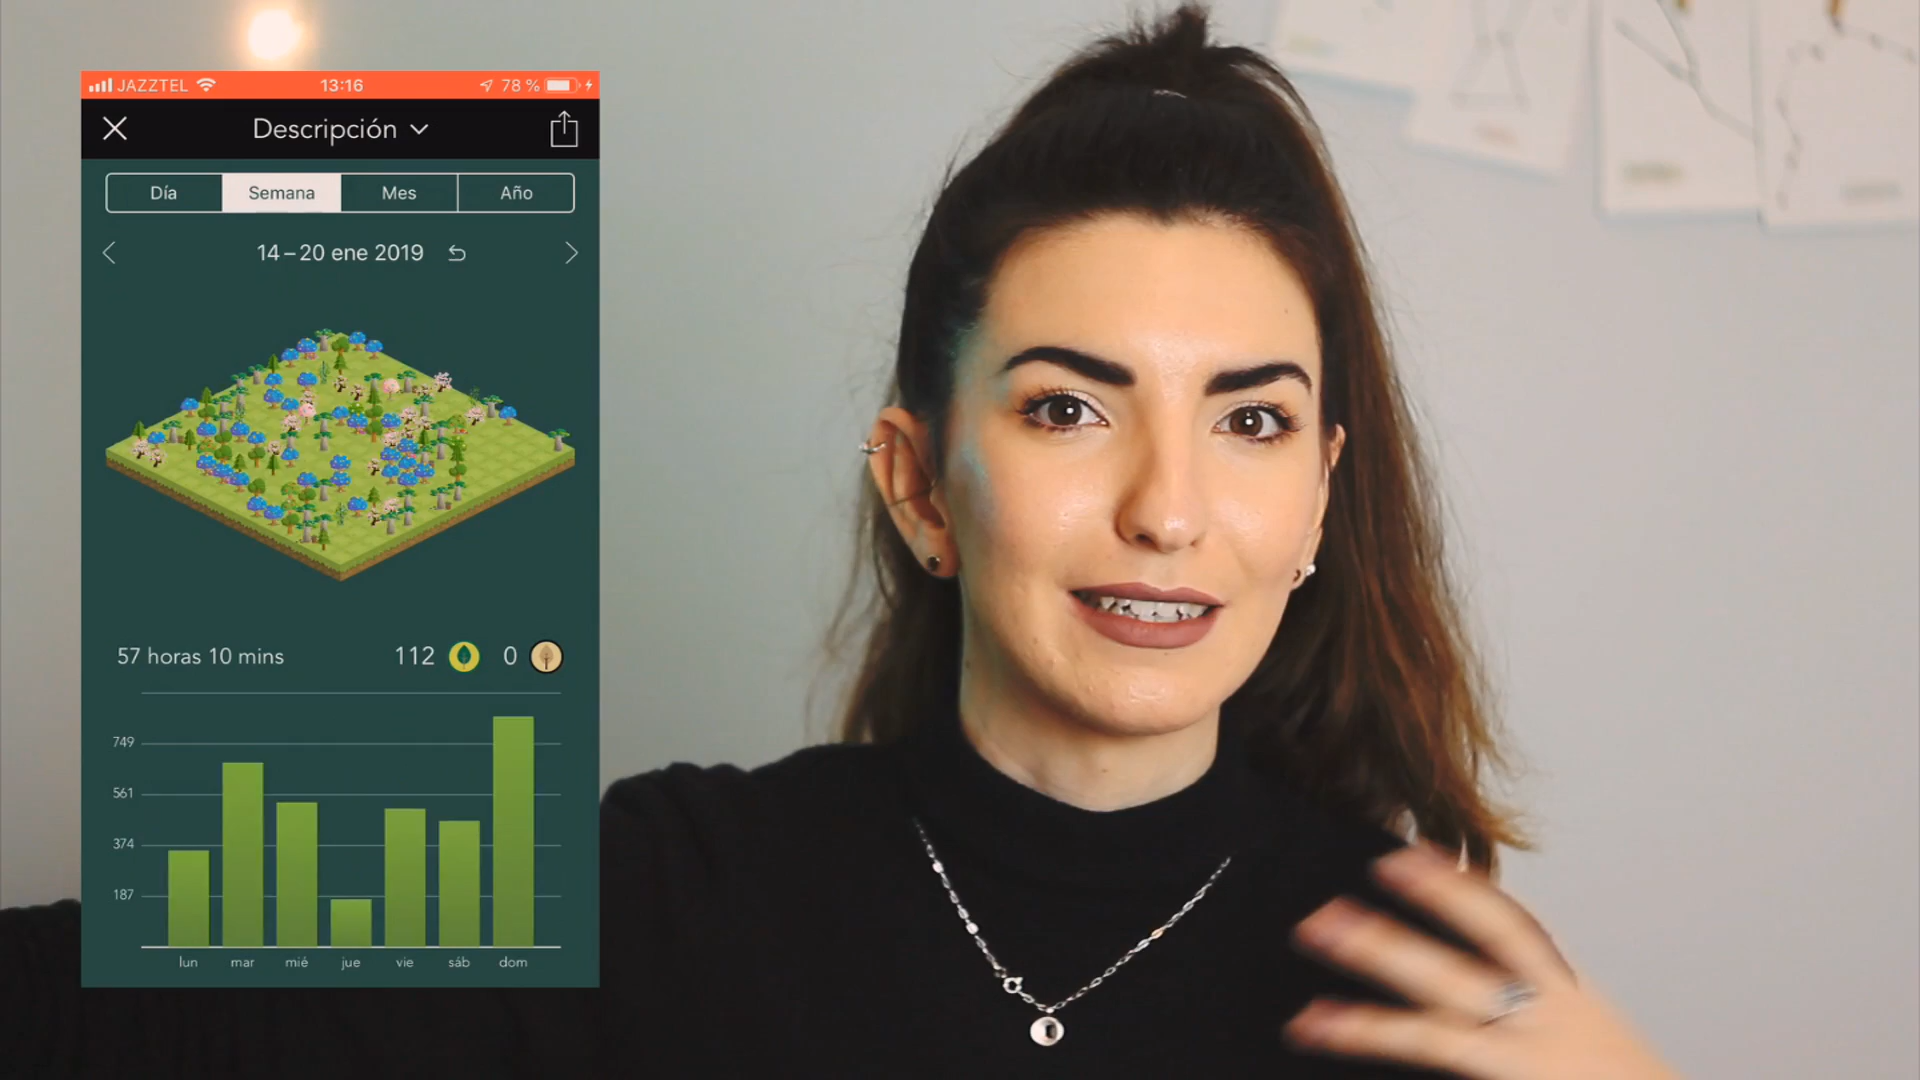 JAZZTEL 13:16 78 %
Descripción
Día Semana Mes Año
14 – 20 ene 2019
57 horas 10 mins 112 0
749
561
374
187
lun mar mié jue vie sáb dom